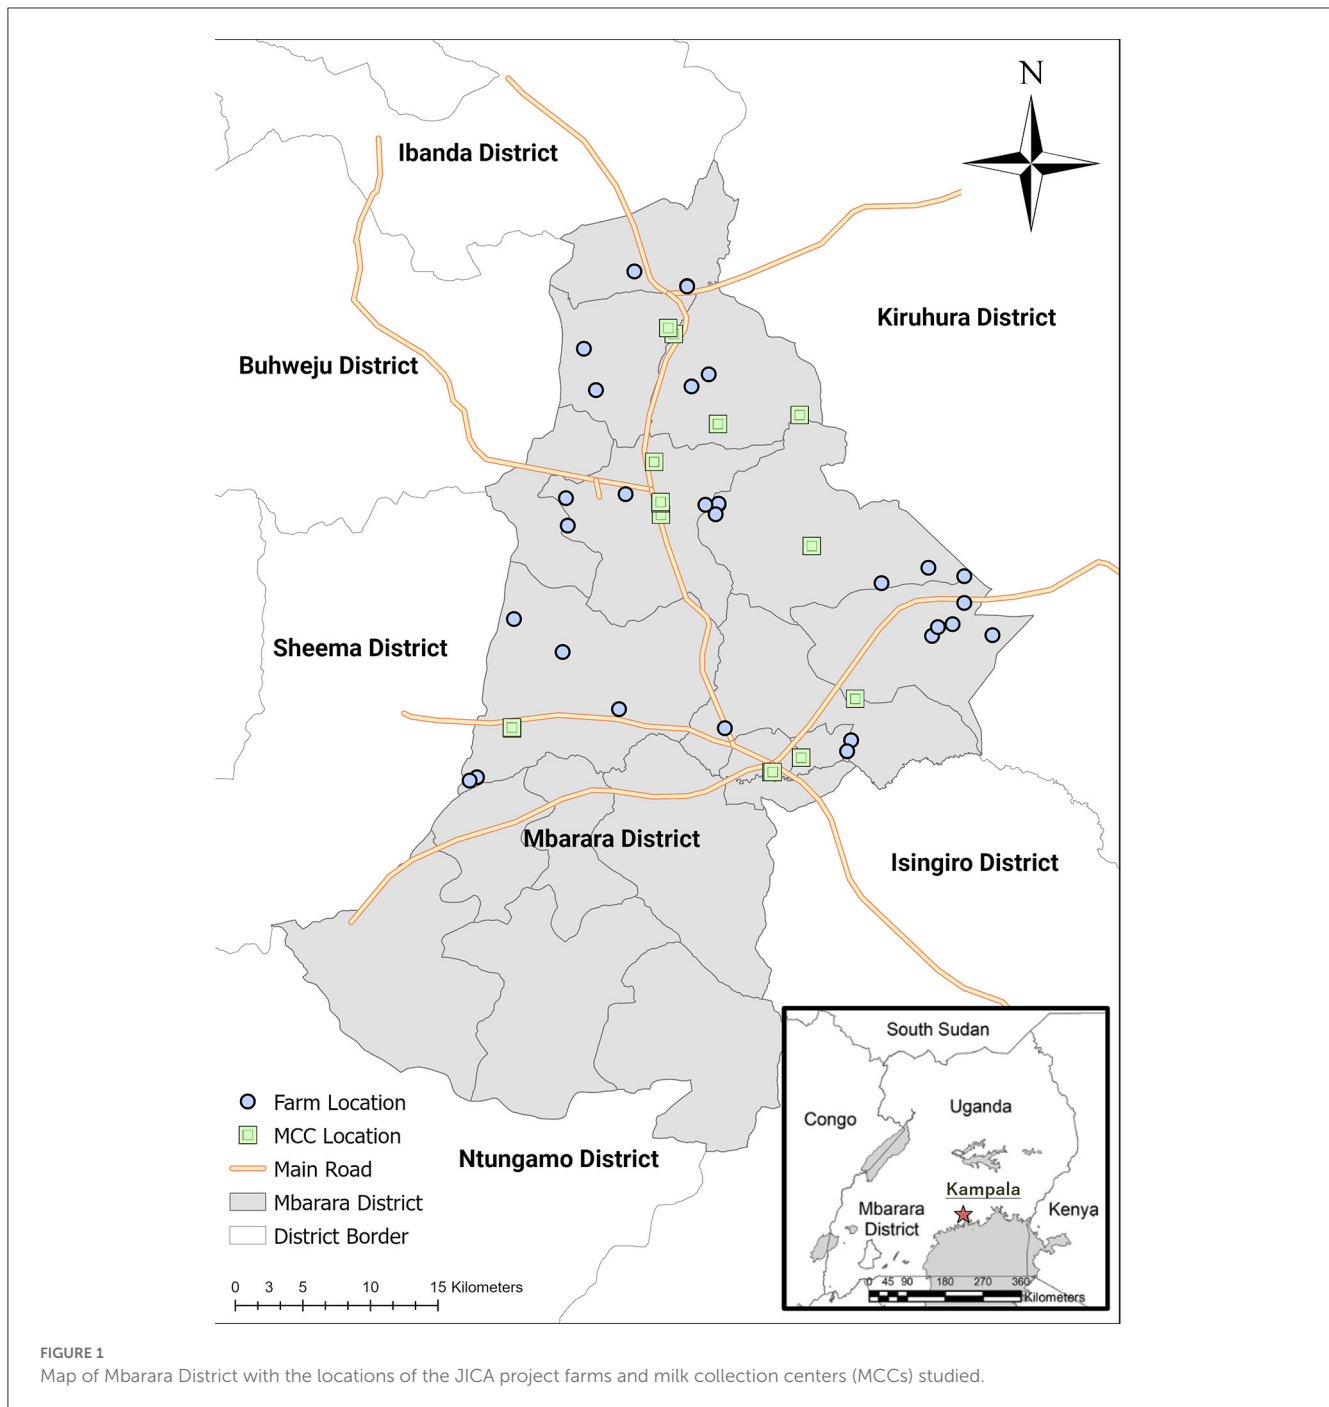 N
Ibanda District
Kiruhura District
Buhweju District
Sheema District
Mbarara District
Isingiro District
Ntungamo District
Farm Location
MCC Location
Main Road
Mbarara District
District Border
0 3 5 10 15 Kilometers
South Sudan
Congo
Uganda
Kampala
Mbarara
District
Kenya
0 45 90 180 270 360
Kilometers
FIGURE 1
Map of Mbarara District with the locations of the JICA project farms and milk collection centers (MCCs) studied.